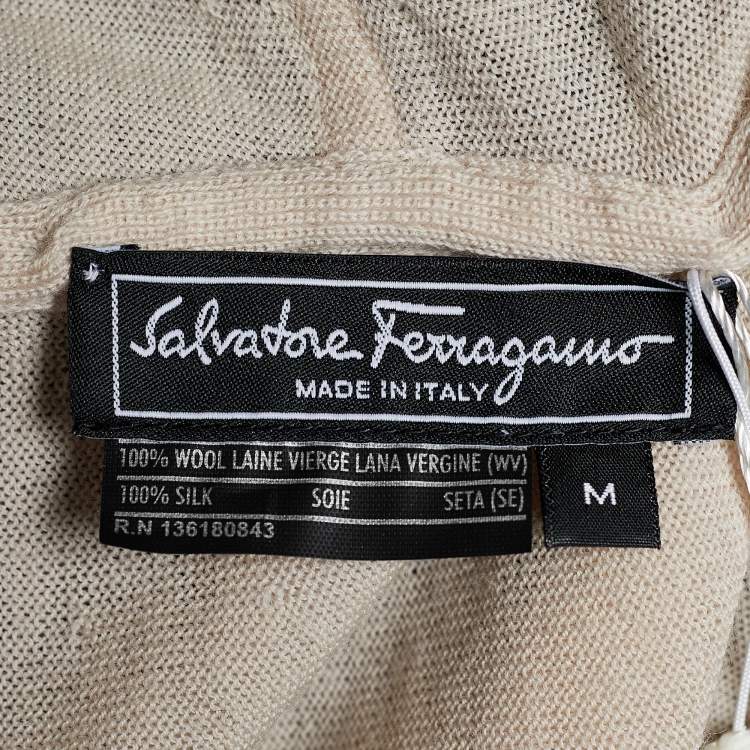 Salvatore Ferragamo
MADE IN ITALY
100% WOOL LAINE VIERGE LANA VERGINE (WV)
100% SILK SOIE SETA (SE)
R.N 136180843
M